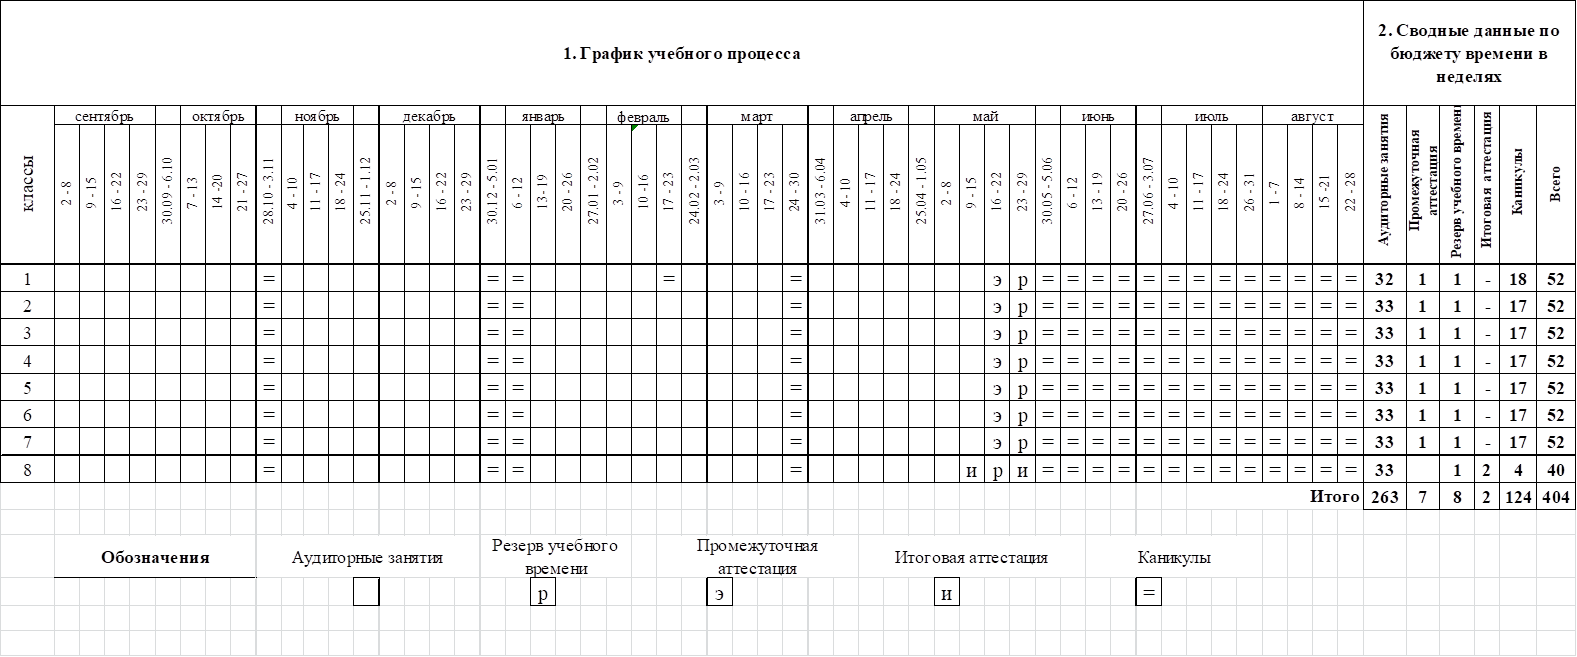 1. График учебного процесса
2. Сводные данные по
бюджету времени в
неделях
классы
сентябрь октябрь ноябрь декабрь январь февраль март апрель май июнь июль август
2 - 8
9 - 15
16 - 22
23 - 29
30.09 - 6.10
7 - 13
14 -20
21 - 27
28.10 - 3.11
4 - 10
11 - 17
18 - 24
25.11 - 1.12
2 - 8
9 - 15
16 - 22
23 - 29
30.12 - 5.01
6 - 12
13 - 19
20 - 26
27.01 - 2.02
3 - 9
10 -16
17 - 23
24.02 - 2.03
3 - 9
10 - 16
17 - 23
24 - 30
31.03 - 6.04
4 - 10
11 - 17
18 - 24
25.04 - 1.05
2 - 8
9 - 15
16 - 22
23 - 29
30.05 - 5.06
6 - 12
13 - 19
20 - 26
27.06 - 3.07
4 - 10
11 - 17
18 - 24
26 - 31
1 - 7
8 - 14
15 -21
22 - 28
Аудиторные занятия
Промежуточная
аттестация
Резерв учебного времени
Итоговая аттестация
Каникулы
Всего
1 = = = = = э р = = = = = = = = = = = = = 32 1 1 - 18 52
2 = = = = э р = = = = = = = = = = = = = 33 1 1 - 17 52
3 = = = = э р = = = = = = = = = = = = = 33 1 1 - 17 52
4 = = = = э р = = = = = = = = = = = = = 33 1 1 - 17 52
5 = = = = э р = = = = = = = = = = = = = 33 1 1 - 17 52
6 = = = = э р = = = = = = = = = = = = = 33 1 1 - 17 52
7 = = = = э р = = = = = = = = = = = = = 33 1 1 - 17 52
8 = = = = и р и = = = = = = = = = = = = = 33 1 2 4 40
Итого 263 7 8 2 124 404
Обозначения
Аудиторные занятия
Резерв учебного
времени
р
Промежуточная
аттестация
э
Итоговая аттестация
и
Каникулы
=